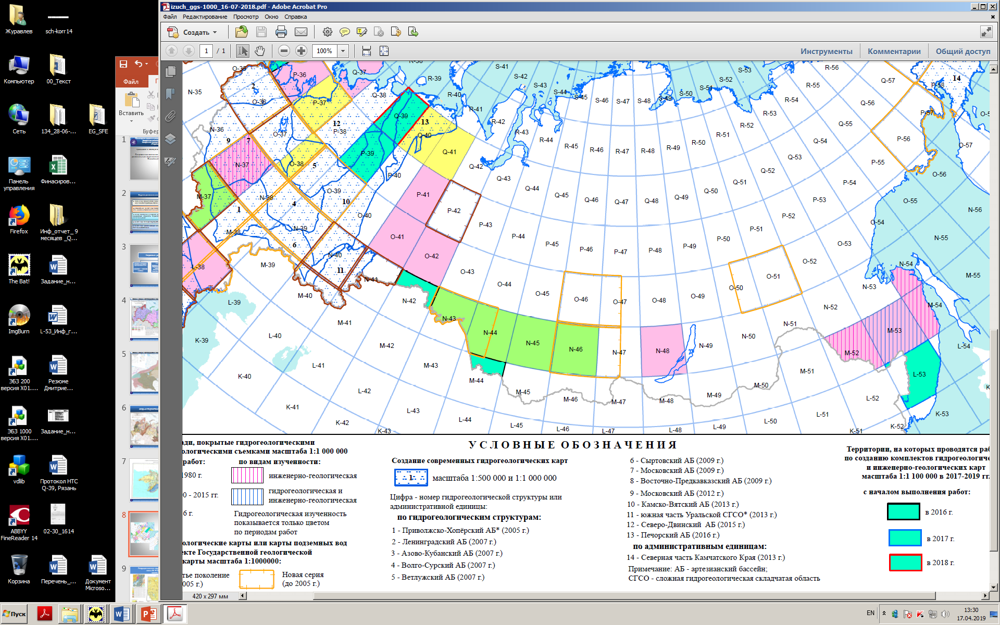 izuch_ggs-1000_16-07-2018.pdf - Adobe Acrobat Pro
Файл Редактирование Просмотр Окно Справка
Создать
1 / 1
100%
Инструменты Комментарии Общий доступ
Журавлев
sch-korr14
Компьютер
00_Текст
Сеть
134_28-06-...
EG_SFE
Панель управления
Финасиров...
Firefox
Инф_отчет_9 месяцев _Q...
The Bat!
Задание_н...
ImgBurn
L-53_Инф_г...
ЭБЗ 200 версия X01....
Резюме Дмитрие...
ЭБЗ 1000 версия X01....
Задание_н...
vdlib
Протокол НТС Q-39, Рязань
ABBYY FineReader 14
02-30_1614
Корзина
Перечень_...
Документ Microso...
Файл
Вставить
Буфер
1
2
3
4
5
6
7
8
9
O-35 P-36 Q-37 R-39 S-41 S-42 S-43 S-44 S-45 S-46 S-47 S-48 S-49 S-50 S-51 S-52 S-53 R-56 Q-57 P-58 14
N-35 2 O-36 P-37 Q-38 R-40 R-41 R-42 R-43 R-44 R-45 R-46 R-47 R-48 R-49 R-50 R-51 R-52 R-53 R-54 R-55 Q-56 P-57
N-36 9 7 O-37 12 P-38 Q-39 13 Q-40 Q-41 Q-42 Q-43 Q-44 Q-45 Q-46 Q-47 Q-48 Q-49 Q-50 Q-51 Q-52 Q-53 Q-54 Q-55 P-56 O-57
N-37 O-38 5 P-39 P-40 P-41 P-42 P-43 P-44 P-45 P-46 P-47 P-48 P-49 P-50 P-51 P-52 P-53 P-54 P-55 O-56
M-37 1 N-38 4 O-39 10 O-40 O-41 O-42 O-43 O-44 O-45 O-46 O-47 O-48 O-49 O-50 O-51 O-52 O-53 O-54 O-55 N-56
L-38 M-38 N-39 6 N-40 11 N-41 N-42 N-43 N-44 N-45 N-46 N-47 N-48 N-49 N-50 N-51 N-52 N-53 N-54 N-55 M-55
M-39 M-40 M-41 M-42 M-43 M-44 M-45 M-46 M-47 M-48 M-49 M-50 M-51 M-52 M-53 M-54 L-54
L-39 L-40 L-41 L-42 L-43 L-44 L-45 L-46 L-47 L-48 L-49 L-50 L-51 L-52 L-53
K-39 K-40 K-41 K-42 K-43 K-51 K-52 K-53
УСЛОВНЫЕ ОБОЗНАЧЕНИЯ
ади, покрытые гидрогеологическими
ологическими съемками масштаба 1:1 000 000
работ:
по видам изученности:
1980 г.
инженерно-геологическая
0 - 2015 гг.
гидрогеологическая и
инженерно-геологическая
6 г.
Гидрогеологическая изученность
показывается только цветом
по периодам работ
ологические карты или карты подземных вод
екте Государственной геологической
карты масштаба 1:1000000:
тье поколение
005 г.)
Новая серия
(до 2005 г.)
Создание современных гидрогеологических карт
1 масштаба 1:500 000 и 1:1 000 000
Цифра - номер гидрогеологической структуры или
административной единицы:
по гидрогеологическим структурам:
1 - Приволжско-Хопёрский АБ* (2005 г.)
2 - Ленинградский АБ (2007 г.)
3 - Азово-Кубанский АБ (2007 г.)
4 - Волго-Сурский АБ (2007 г.)
5 - Ветлужский АБ (2007 г.)
6 - Сыртовский АБ (2009 г.)
7 - Московский АБ (2009 г.)
8 - Восточно-Предкавказский АБ (2009 г.)
9 - Московский АБ (2012 г.)
10 - Камско-Вятский АБ (2013 г.)
11 - южная часть Уральской СГСО* (2013 г.)
12 - Северо-Двинский АБ (2015 г.)
13 - Печорский АБ (2016 г.)
по административным единицам:
14 - Северная часть Камчатского Края (2013 г.)
Примечание: АБ - артезианский бассейн;
СГСО - сложная гидрогеологическая складчатая область
Территории, на которых проводятся раб
по созданию комплектов гидрогеологиче
и инженерно-геологических карт
масштаба 1:1 100 000 в 2017-2019 гг.
с началом выполнения работ:
в 2016 г.
в 2017 г.
в 2018 г.
420 x 297 мм
Пуск
EN
13:30
17.04.2019